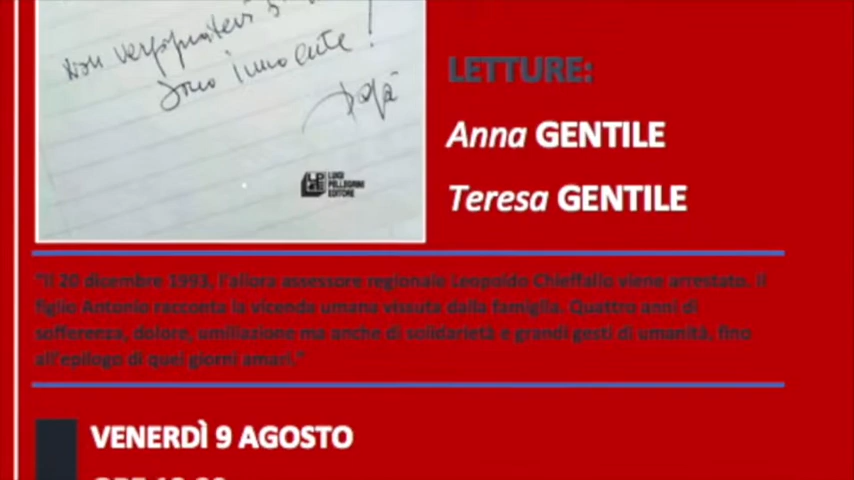 Non vergognatevi
sono innocente!
Papà
LUIGI
PELLEGRINI
EDITORE
LETTURE:
Anna GENTILE
Teresa GENTILE
"Il 20 dicembre 1993, l'allora assessore regionale Leopoldo Chieffallo viene arrestato. Il
figlio Antonio racconta la vicenda umana vissuta dalla famiglia. Quattro anni di
sofferenza, dolore, umiliazione ma anche di solidarietà e grandi gesti di umanità, fino
all'epilogo di quei giorni amari."
VENERDÌ 9 AGOSTO